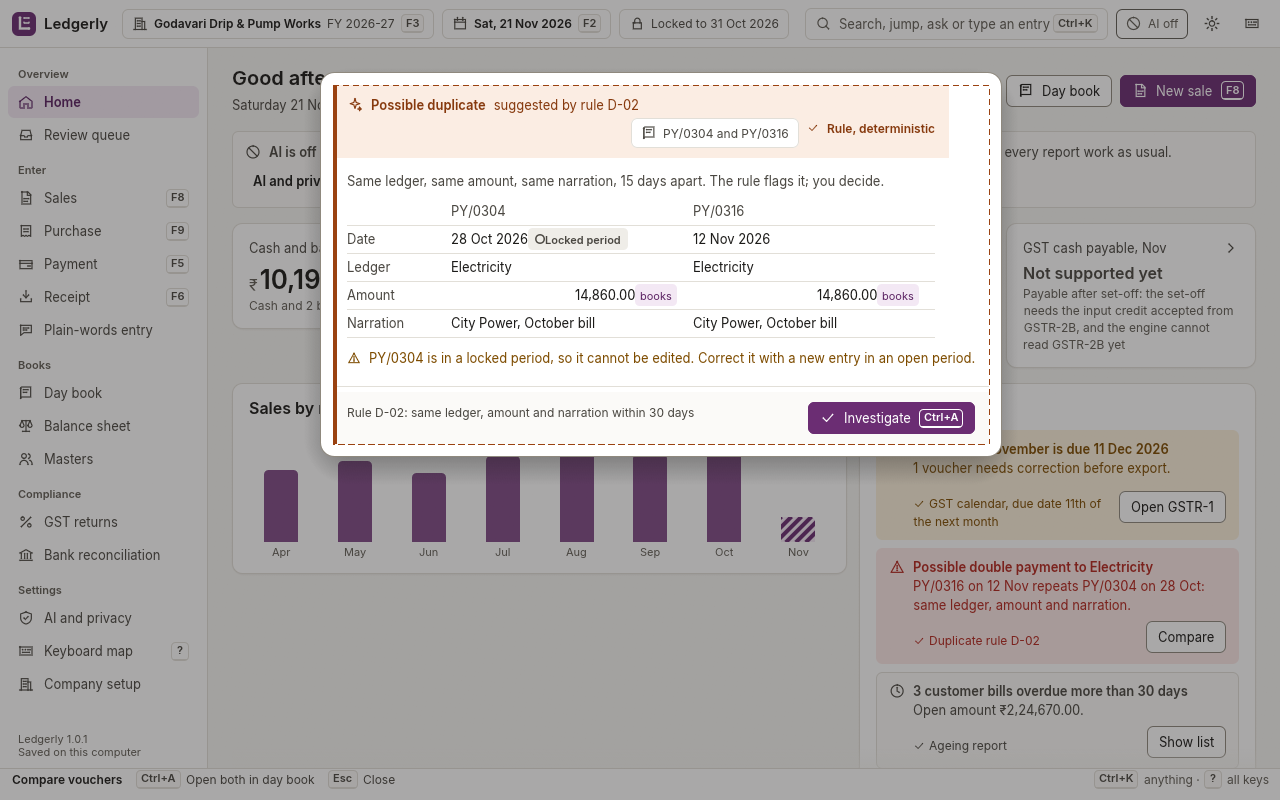 Ledgerly
Godavari Drip & Pump Works FY 2026-27 F3
Sat, 21 Nov 2026 F2
Locked to 31 Oct 2026
Search, jump, ask or type an entry Ctrl+K
AI off
Overview
Home
Review queue
Enter
Sales F8
Purchase F9
Payment F5
Receipt F6
Plain-words entry
Books
Day book
Balance sheet
Masters
Compliance
GST returns
Bank reconciliation
Settings
AI and privacy
Keyboard map ?
Company setup
Ledgerly 1.0.1
Saved on this computer
Good afte
Saturday 21 No
Day book
New sale F8
AI is off
every report work as usual.
AI and priv
Cash and ba
₹10,19
Cash and 2 b
GST cash payable, Nov
Not supported yet
Payable after set-off: the set-off
needs the input credit accepted from
GSTR-2B, and the engine cannot
read GSTR-2B yet
Possible duplicate suggested by rule D-02
PY/0304 and PY/0316
Rule, deterministic
Same ledger, same amount, same narration, 15 days apart. The rule flags it; you decide.
PY/0304 PY/0316
Date 28 Oct 2026 Locked period 12 Nov 2026
Ledger Electricity Electricity
Amount 14,860.00 books 14,860.00 books
Narration City Power, October bill City Power, October bill
PY/0304 is in a locked period, so it cannot be edited. Correct it with a new entry in an open period.
Rule D-02: same ledger, amount and narration within 30 days
Investigate Ctrl+A
Sales by
Apr May Jun Jul Aug Sep Oct Nov
vember is due 11 Dec 2026
1 voucher needs correction before export.
GST calendar, due date 11th of
the next month
Open GSTR-1
Possible double payment to Electricity
PY/0316 on 12 Nov repeats PY/0304 on 28 Oct:
same ledger, amount and narration.
Duplicate rule D-02
Compare
3 customer bills overdue more than 30 days
Open amount ₹2,24,670.00.
Ageing report
Show list
Compare vouchers Ctrl+A Open both in day book Esc Close
Ctrl+K anything · ? all keys